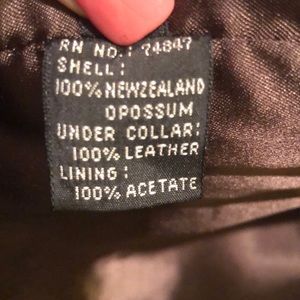 RN NO.: 74847
SHELL:
100% NEWZEALAND
OPOSSUM
UNDER COLLAR:
100% LEATHER
LINING:
100% ACETATE